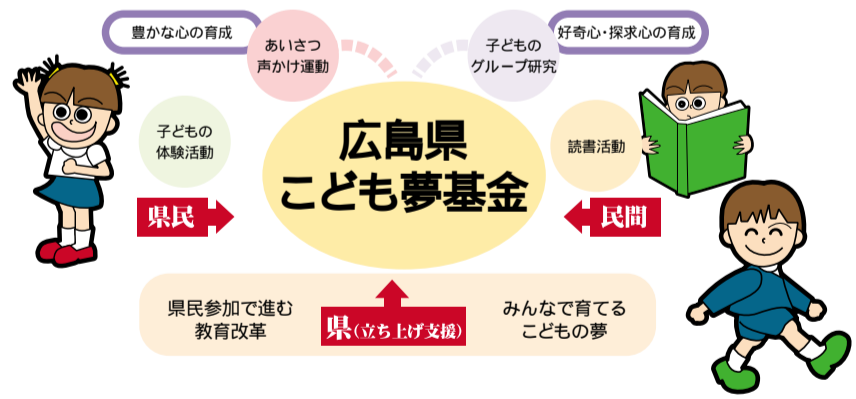 豊かな心の育成
好奇心・探求心の育成
あいさつ
声かけ運動
子どもの
グループ研究
子どもの
体験活動
読書活動
広島県
こども夢基金
県民
民間
県民参加で進む
教育改革
県(立ち上げ支援)
みんなで育てる
こどもの夢